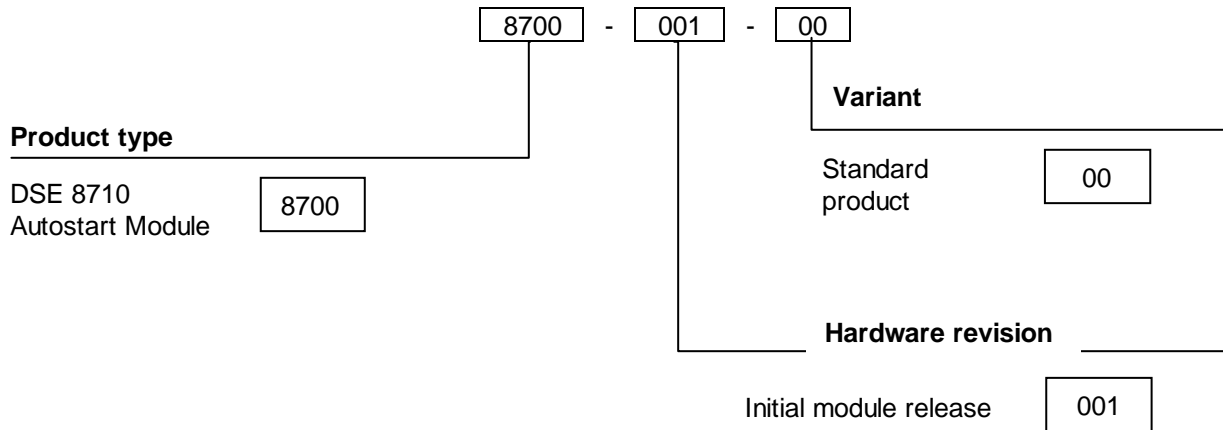 8700 - 001 - 00
Variant
Product type
Standard
product
00
DSE 8710
Autostart Module
8700
Hardware revision
Initial module release
001